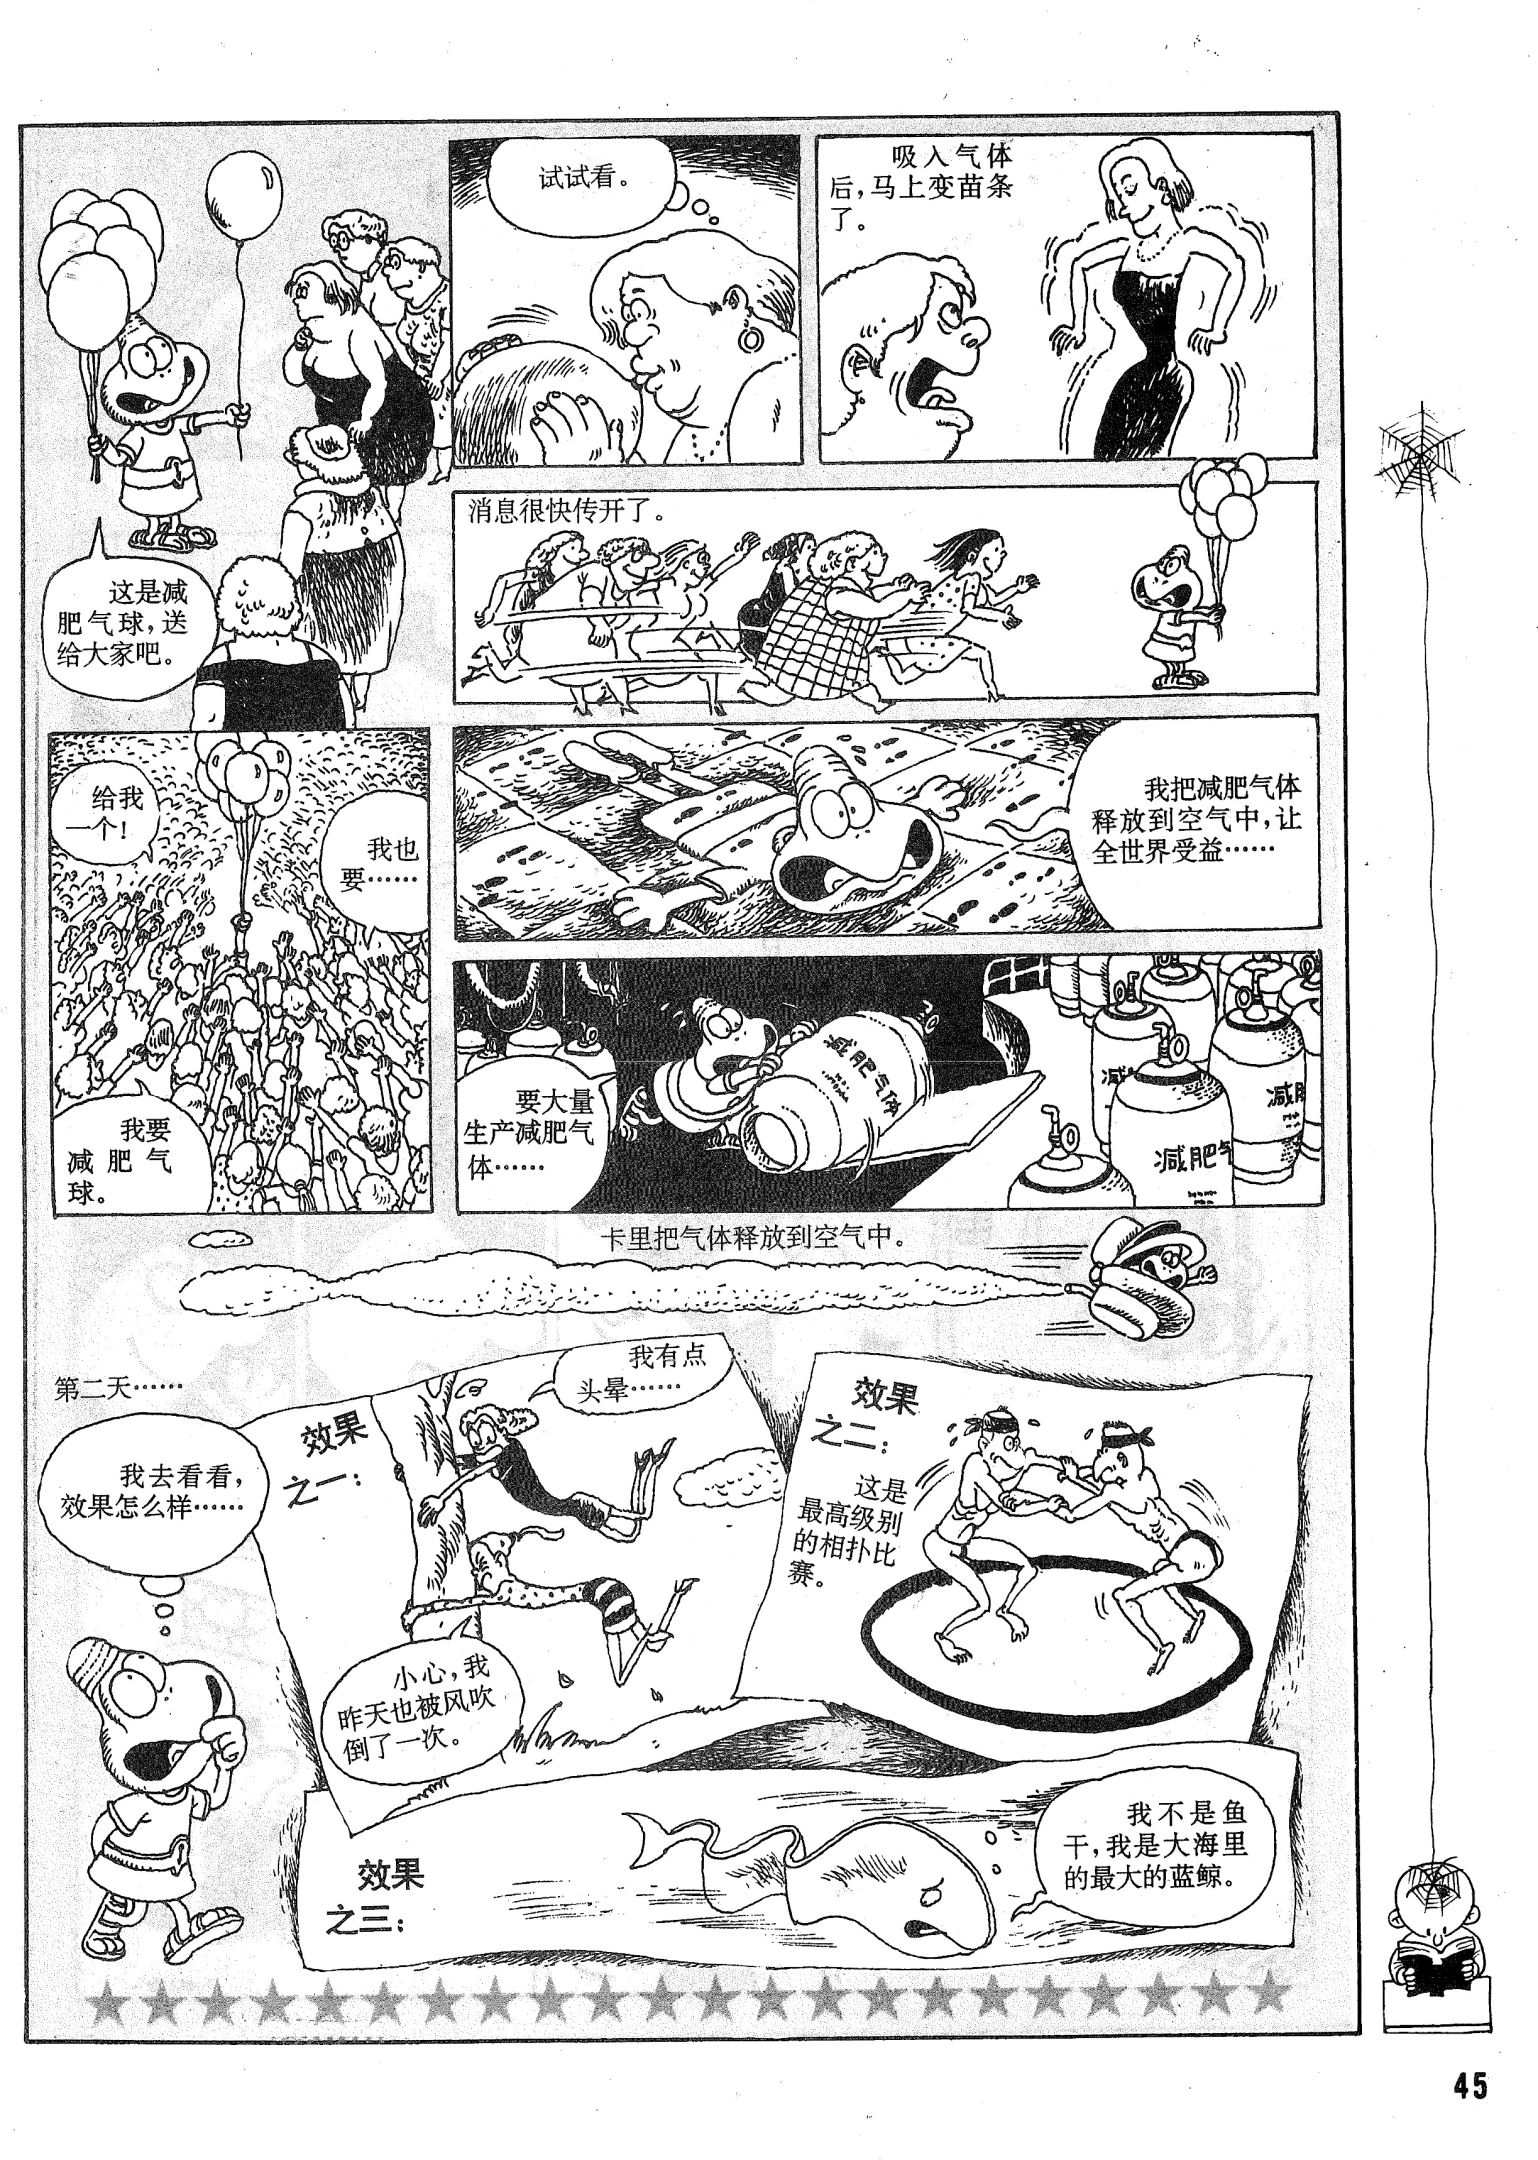 这是减
肥气球，送
给大家吧。
试试看。
吸入气体
后，马上变苗条
了。
消息很快传开了。
给我
一个！
我也
要……
我要
减肥气
球。
我把减肥气体
释放到空气中，让
全世界受益……
要大量
生产减肥气
体……
减肥气体
减
减肥
减肥气
卡里把气体释放到空气中。
第二天……
我去看看，
效果怎么样……
效果
之一：
我有点
头晕……
小心，我
昨天也被风吹
倒了一次。
效果
之二：
这是
最高级别
的相扑比
赛。
效果
之三：
我不是鱼
干，我是大海里
的最大的蓝鲸。
45